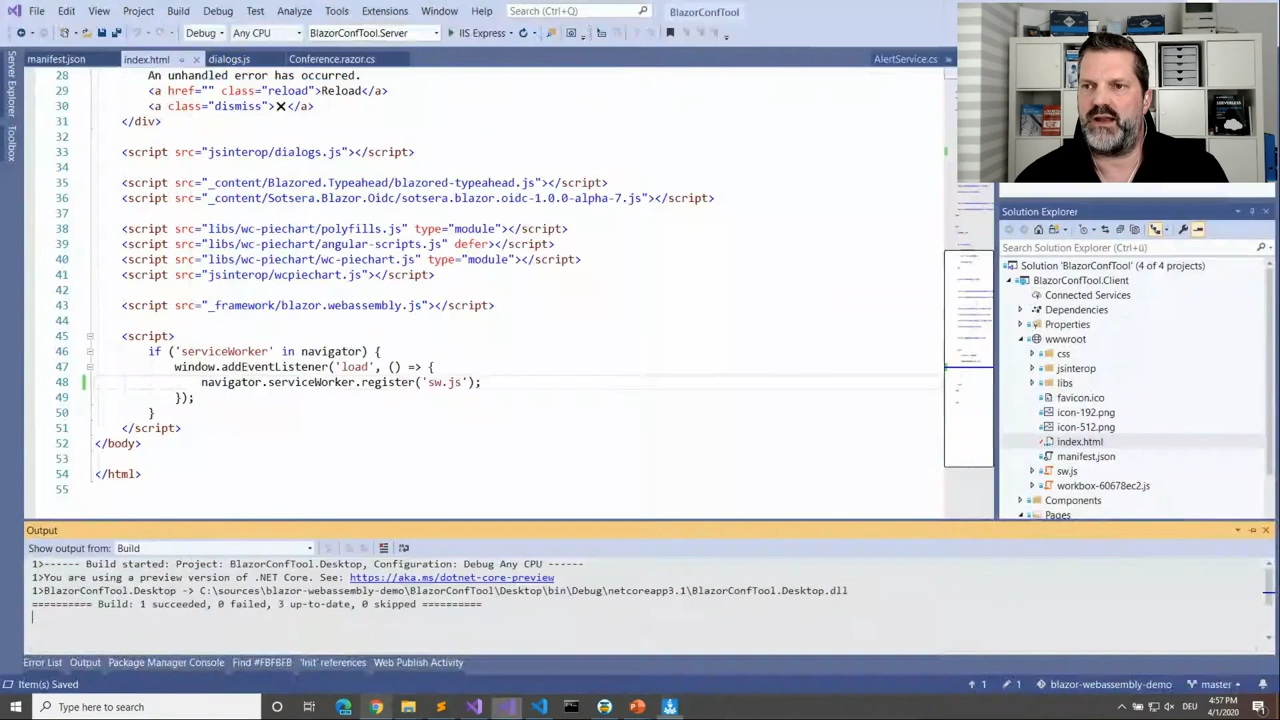 File Edit View Project Build Debug Test Analyze Tools Extensions Window Help Search (Ctrl+Q) BlazorConfTool
Debug Any CPU BlazorConfTool.Server IIS Express
manifest.json index.html dialogs.js Conference.razor.cs AlertService.cs
Server Explorer
Toolbox
28 An unhandled error has occurred.
29 <a href="" class="reload">Reload</a>
30 <a class="dismiss">🗙</a>
31 </div>
32
33 <script src="jsinterop/dialogs.js"></script>
34
35 <script src="_content/Blazored.Typeahead/blazored-typeahead.js"></script>
36 <script src="_content/Sotsera.Blazor.Oidc/sotsera.blazor.oidc-1.0.0-alpha-7.js"></script>
37
38 <script src="libs/wc-piechart/polyfills.js" type="module"></script>
39 <script src="libs/wc-piechart/angular-scripts.js" defer></script>
40 <script src="libs/wc-piechart/wc-piechart.js" type="module"></script>
41 <script src="jsinterop/wcpiechart.js"></script>
42
43 <script src="_framework/blazor.webassembly.js"></script>
44
45 <script>
46 if ('serviceWorker' in navigator) {
47 window.addEventListener('load', () => {
48 navigator.serviceWorker.register('sw.js');
49 });
50 }
51 </script>
52 </body>
53
54 </html>
55
SERVERLESS
Solution Explorer
Search Solution Explorer (Ctrl+ü)
Solution 'BlazorConfTool' (4 of 4 projects)
BlazorConfTool.Client
Connected Services
Dependencies
Properties
wwwroot
css
jsinterop
libs
favicon.ico
icon-192.png
icon-512.png
index.html
manifest.json
sw.js
workbox-60678ec2.js
Components
Pages
Output
Show output from: Build
1>------ Build started: Project: BlazorConfTool.Desktop, Configuration: Debug Any CPU ------
1>You are using a preview version of .NET Core. See: https://aka.ms/dotnet-core-preview
1>BlazorConfTool.Desktop -> C:\sources\blazor-webassembly-demo\BlazorConfTool\Desktop\bin\Debug\netcoreapp3.1\BlazorConfTool.Desktop.dll
========== Build: 1 succeeded, 0 failed, 3 up-to-date, 0 skipped ==========
Error List Output Package Manager Console Find #FBFBFB 'Init' references Web Publish Activity
Item(s) Saved 1 1 blazor-webassembly-demo master
Type here to search DEU 4:57 PM
4/1/2020